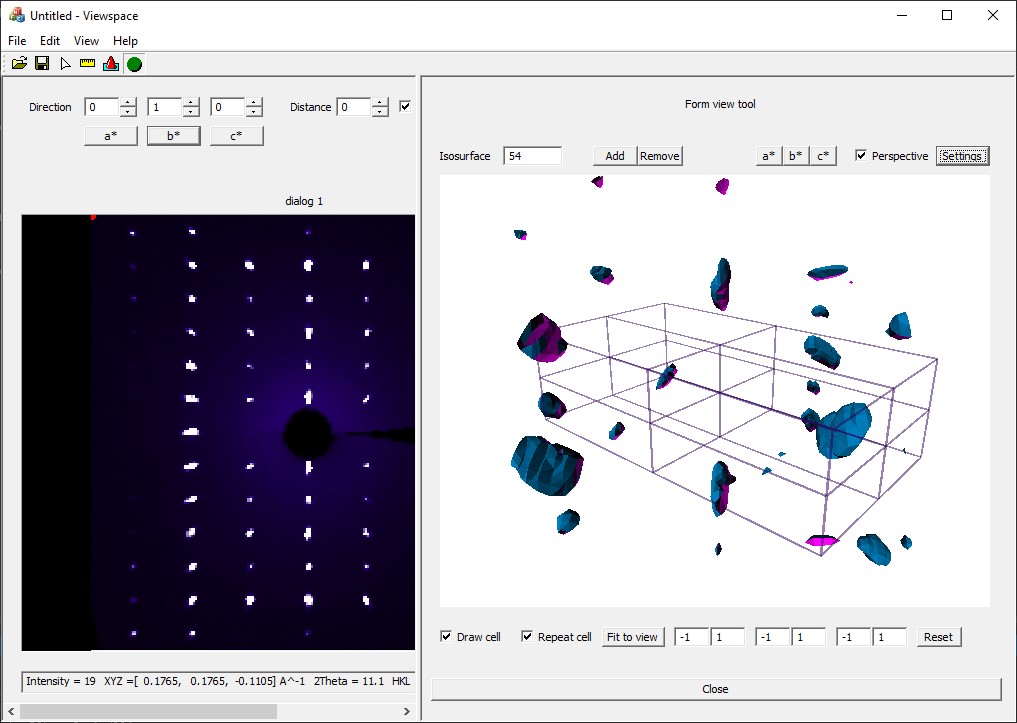 Untitled - Viewspace
File Edit View Help
Direction 0 1 0 Distance 0
a* b* c*
dialog 1
Intensity = 19 XYZ =[ 0.1765, 0.1765, -0.1105] A^-1 2Theta = 11.1 HKL
Form view tool
Isosurface 54 Add Remove a* b* c* Perspective Settings
Draw cell Repeat cell Fit to view -1 1 -1 1 -1 1 Reset
Close